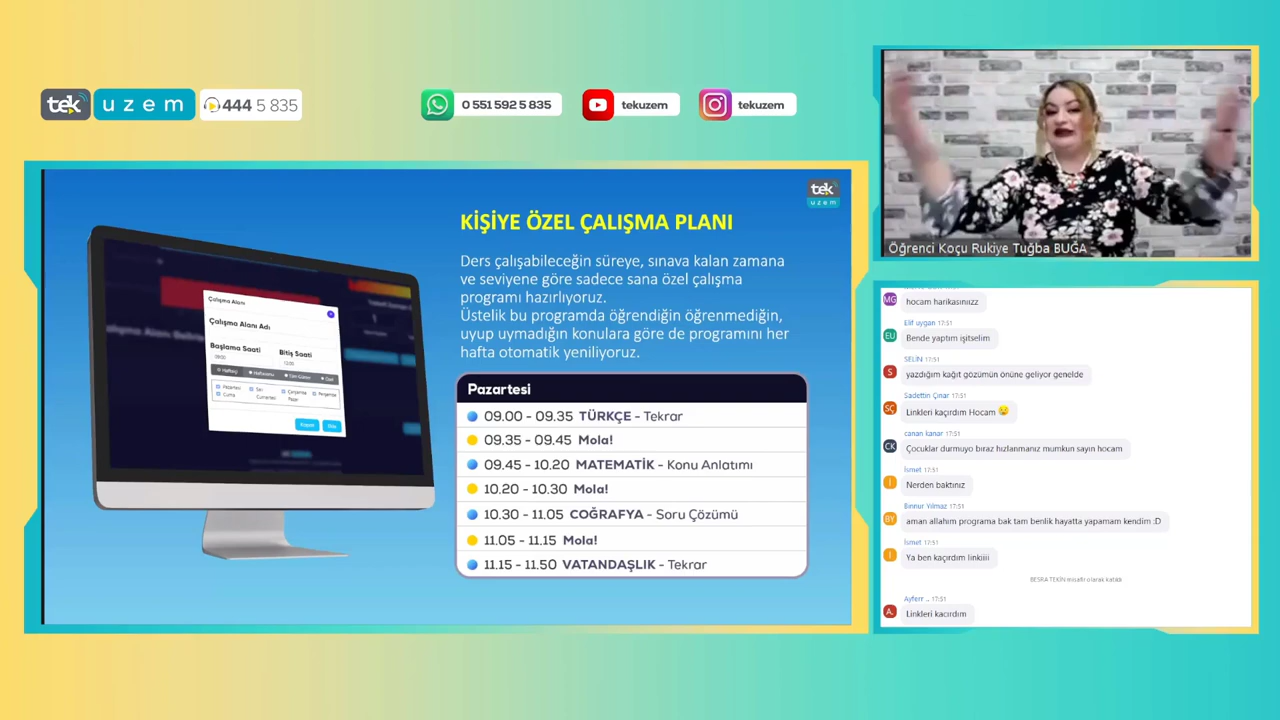 tek uzem 444 5 835
0 551 592 5 835
tekuzem
tekuzem
tek
uzem
KİŞİYE ÖZEL ÇALIŞMA PLANI
Ders çalışabileceğin süreye, sınava kalan zamana
ve seviyene göre sadece sana özel çalışma
programı hazırlıyoruz.
Üstelik bu programda öğrendiğin öğrenmediğin,
uyup uymadığın konulara göre de programını her
hafta otomatik yeniliyoruz.
Pazartesi
09.00 - 09.35 TÜRKÇE - Tekrar
09.35 - 09.45 Mola!
09.45 - 10.20 MATEMATİK - Konu Anlatımı
10.20 - 10.30 Mola!
10.30 - 11.05 COĞRAFYA - Soru Çözümü
11.05 - 11.15 Mola!
11.15 - 11.50 VATANDAŞLIK - Tekrar
Çalışma Alanı
Çalışma Alanı Adı
Başlama Saati Bitiş Saati
Öğrenci Koçu Rukiye Tuğba BUĞA
MG hocam harikasınıızz
Elif uygan 17:51
EU Bende yaptım işitselim
SELİN 17:51
S yazdığım kağıt gözümün önüne geliyor genelde
Sadettin Çınar 17:51
SÇ Linkleri kaçırdım Hocam 😟
canan kanar 17:51
CK Çocuklar durmuyo bıraz hızlanmanız mumkun sayın hocam
İsmet 17:51
I Nerden baktınız
Binnur Yılmaz 17:51
BY aman allahım programa bak tam benlik hayatta yapamam kendim :D
İsmet 17:51
I Ya ben kaçırdım linkiiii
BESRA TEKİN misafir olarak katıldı
Ayferr .. 17:51
A. Linkleri kacırdım